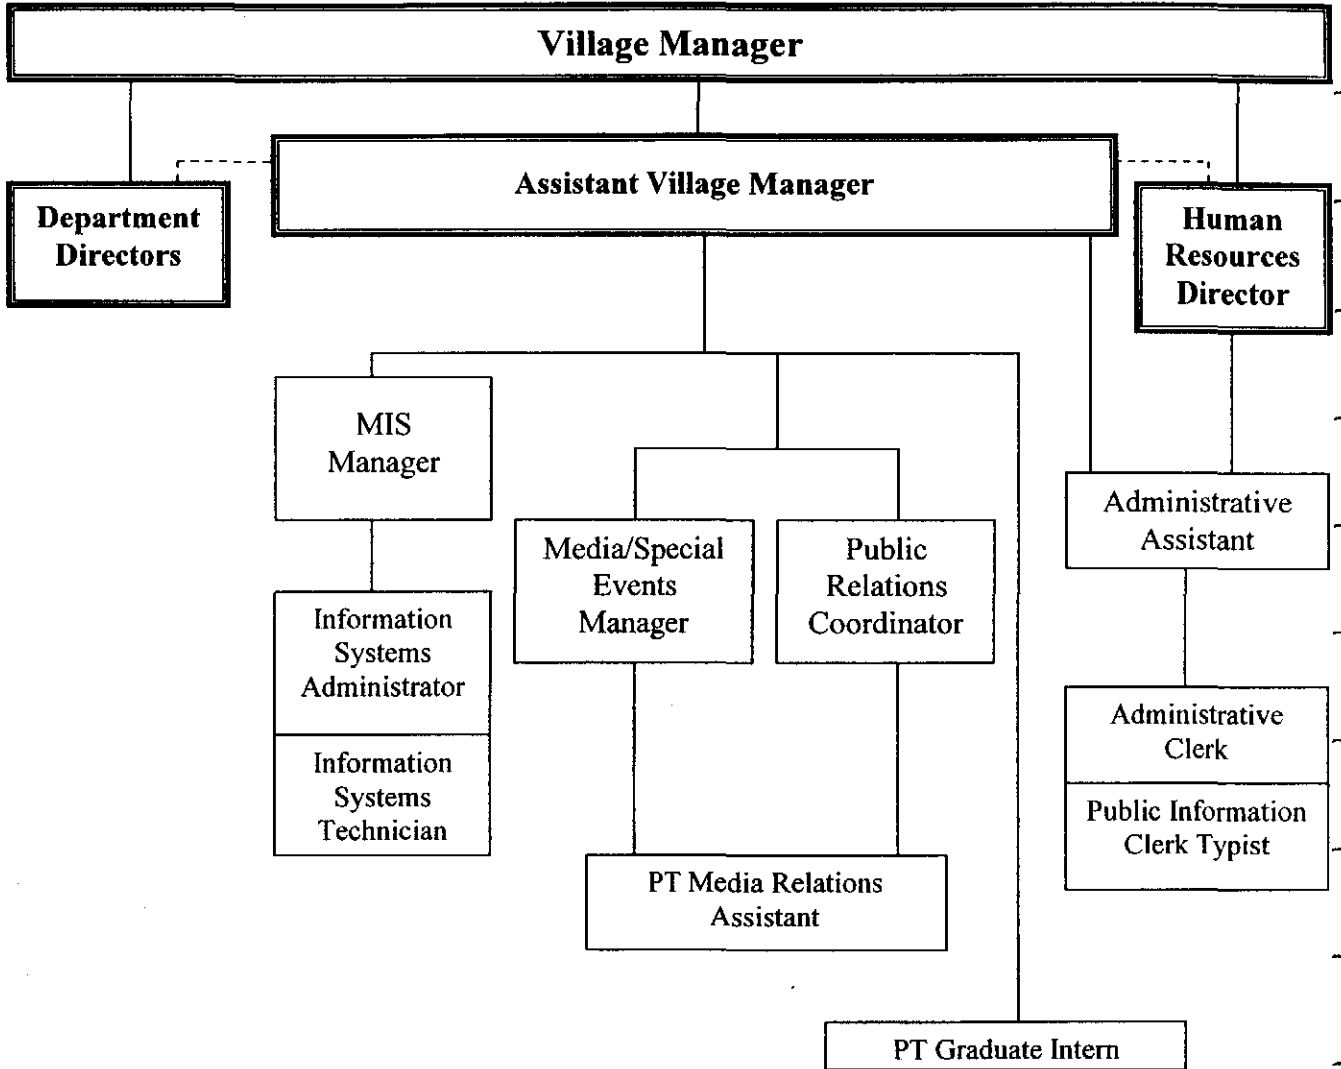 Village Manager
Assistant Village Manager
Department
Directors
Human
Resources
Director
MIS
Manager
Media/Special
Events
Manager
Public
Relations
Coordinator
Administrative
Assistant
Information
Systems
Administrator
Information
Systems
Technician
Administrative
Clerk
Public Information
Clerk Typist
PT Media Relations
Assistant
PT Graduate Intern